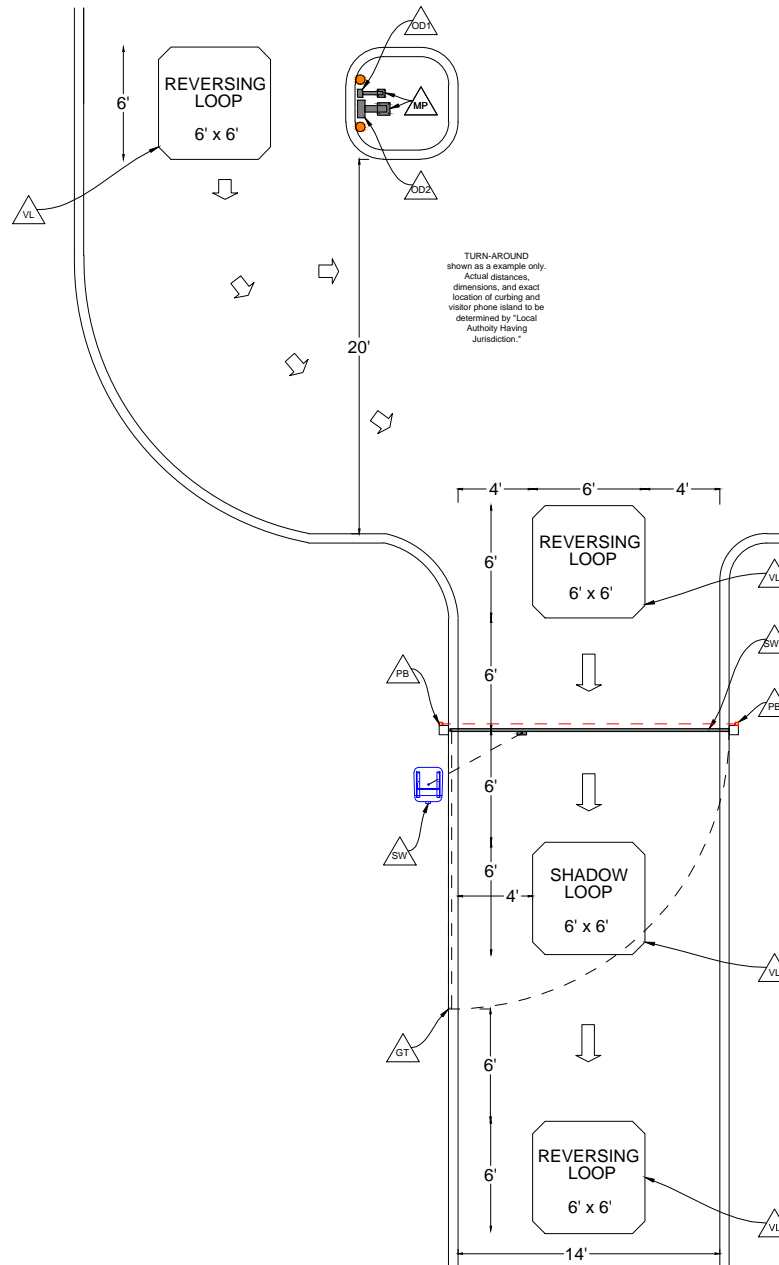 OD1
6'
REVERSING
LOOP
6' x 6'
MP
VL
OD2
TURN-AROUND
shown as a example only.
Actual distances,
dimensions, and exact
location of curbing and
visitor phone island to be
determined by "Local
Authoity Having
Jurisdiction."
20'
4' 6' 4'
6'
REVERSING
LOOP
6' x 6'
VL
6'
SW
PB
PB
6'
SW
6'
SHADOW
LOOP
6' x 6'
4'
VL
GT
6'
6'
REVERSING
LOOP
6' x 6'
VL
14'